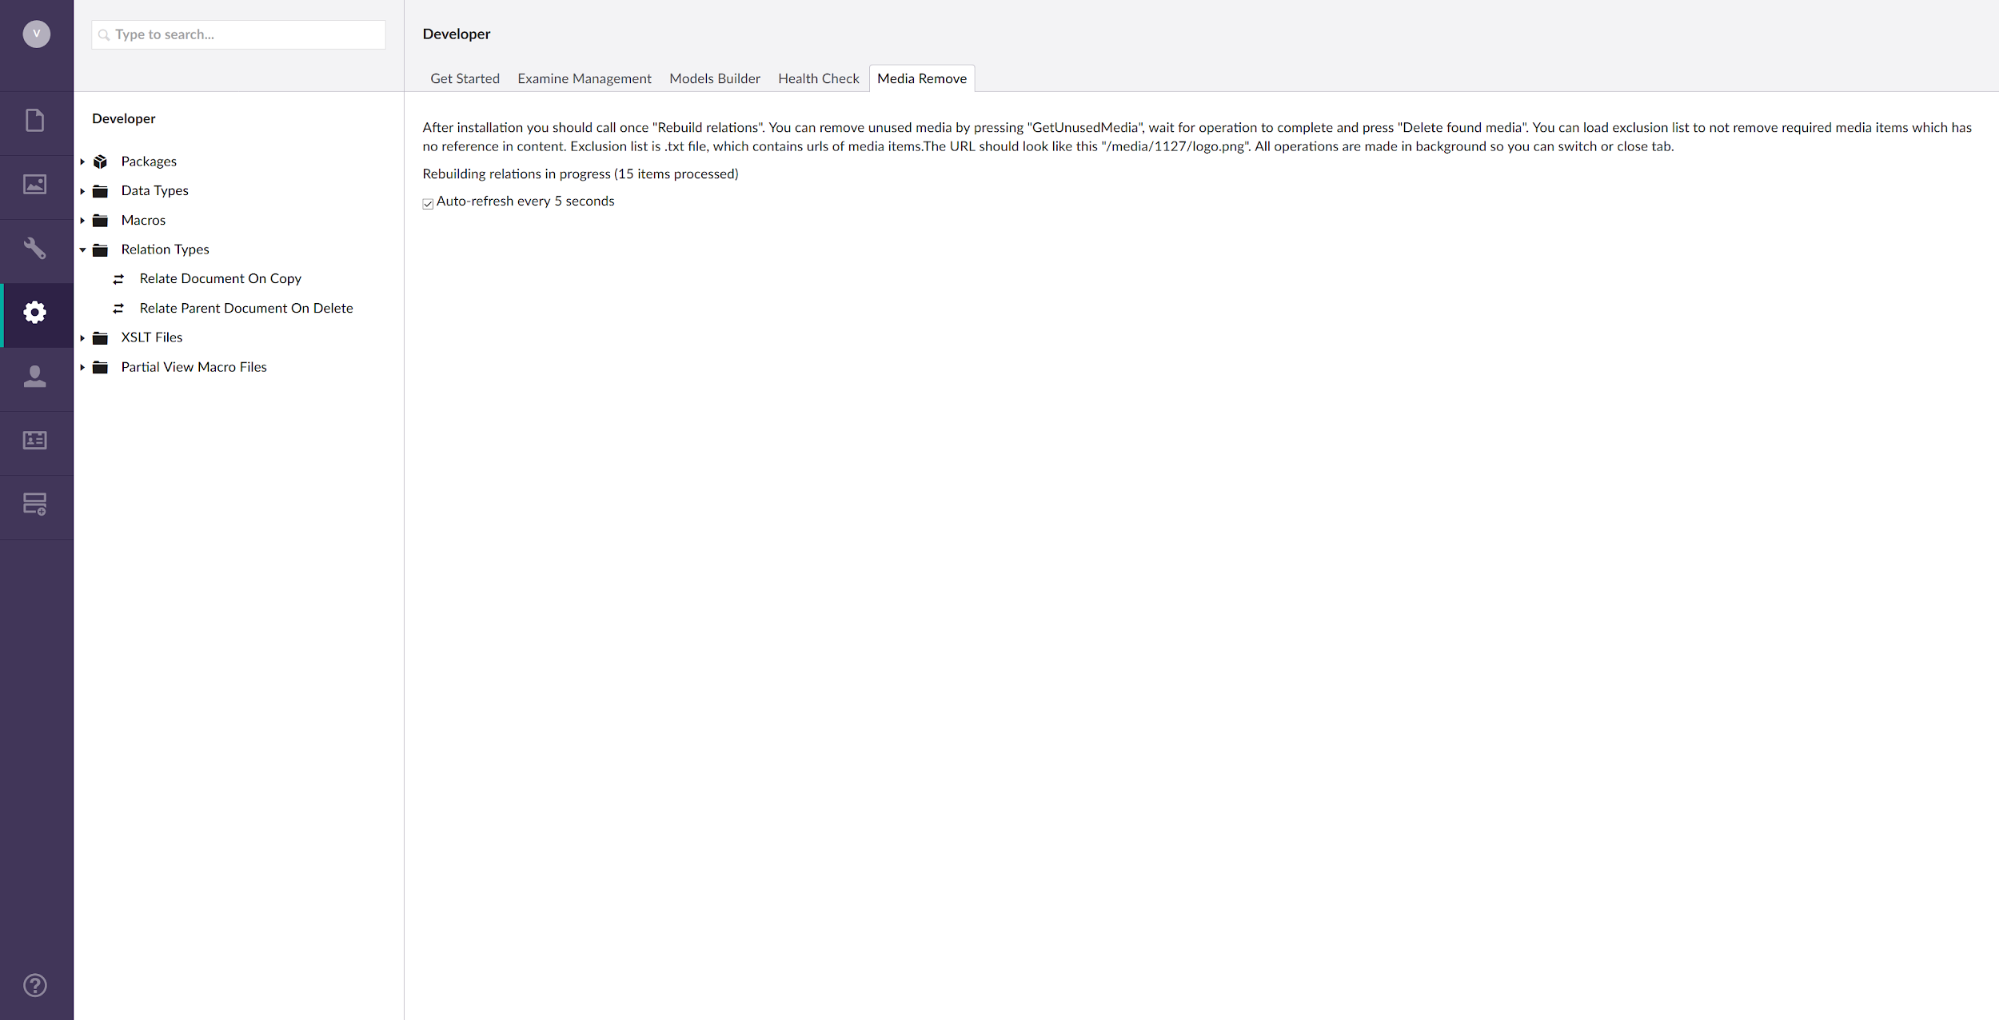 V
Type to search...
Developer
Get Started
Examine Management
Models Builder
Health Check
Media Remove
Developer
Packages
Data Types
Macros
Relation Types
Relate Document On Copy
Relate Parent Document On Delete
XSLT Files
Partial View Macro Files
After installation you should call once "Rebuild relations". You can remove unused media by pressing "GetUnusedMedia", wait for operation to complete and press "Delete found media". You can load exclusion list to not remove required media items which has
no reference in content. Exclusion list is .txt file, which contains urls of media items.The URL should look like this "/media/1127/logo.png". All operations are made in background so you can switch or close tab.
Rebuilding relations in progress (15 items processed)
Auto-refresh every 5 seconds
?